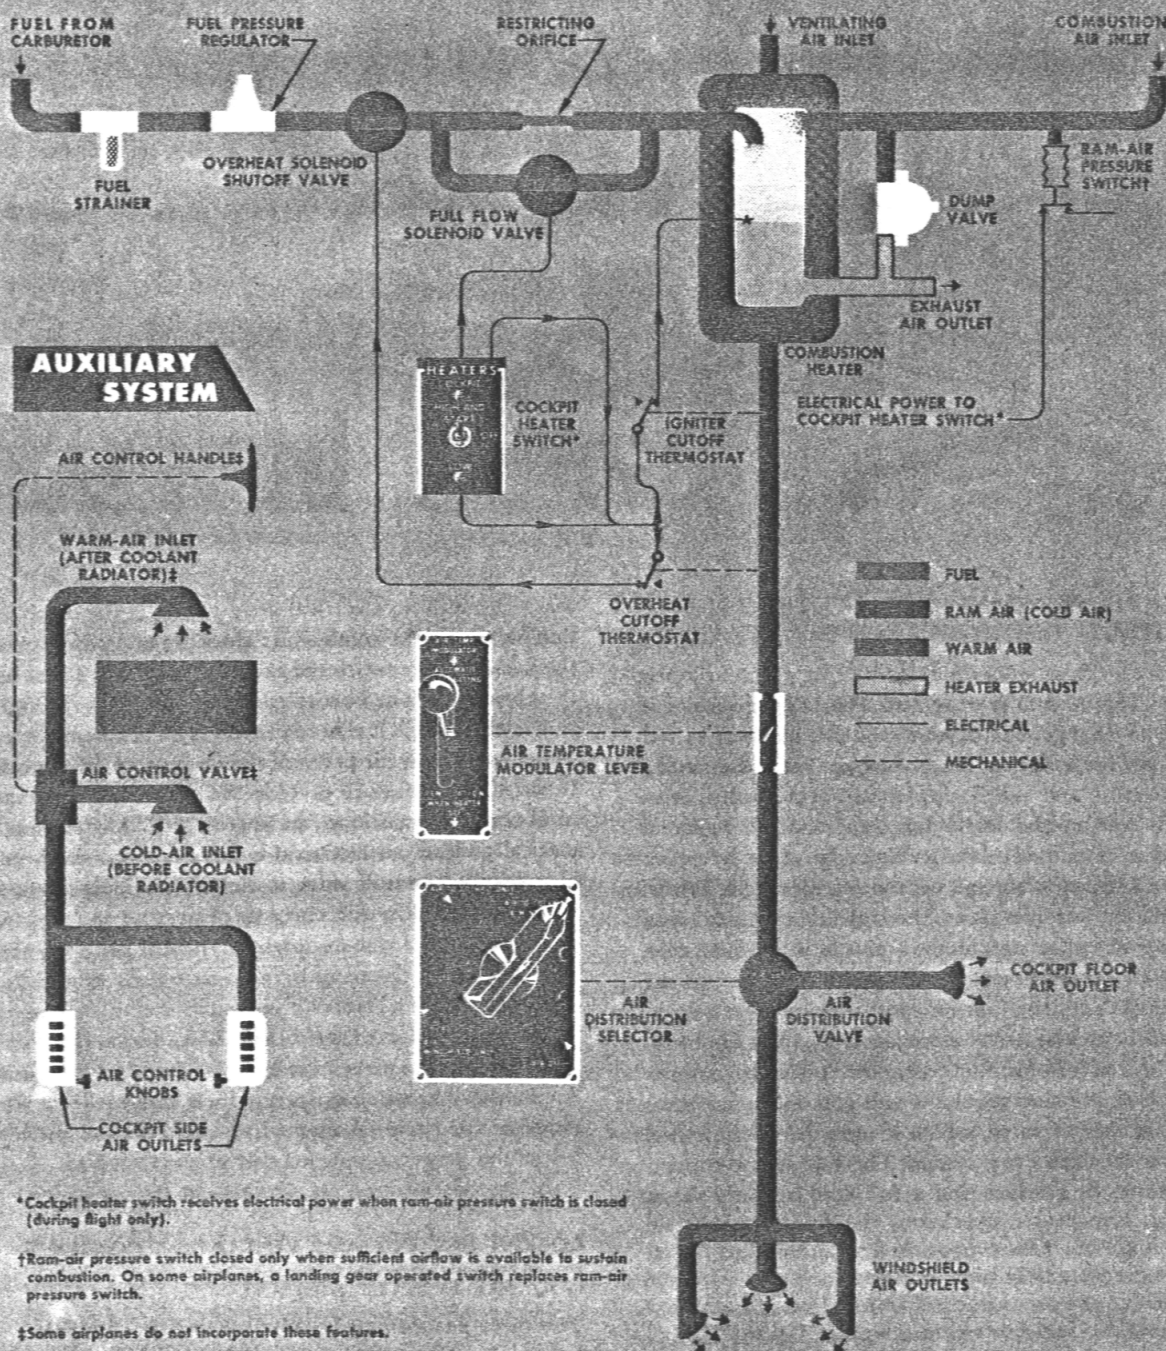 FUEL FROM
CARBURETOR
FUEL PRESSURE
REGULATOR
RESTRICTING
ORIFICE
VENTILATING
AIR INLET
COMBUSTION
AIR INLET
OVERHEAT SOLENOID
SHUTOFF VALVE
FUEL
STRAINER
FULL FLOW
SOLENOID VALVE
RAM-AIR
PRESSURE
SWITCH†
DUMP
VALVE
EXHAUST
AIR OUTLET
COMBUSTION
HEATER
AUXILIARY
SYSTEM
HEATERS
COCKPIT
HEATER
SWITCH*
IGNITER
CUTOFF
THERMOSTAT
ELECTRICAL POWER TO
COCKPIT HEATER SWITCH*
AIR CONTROL HANDLE‡
WARM-AIR INLET
(AFTER COOLANT
RADIATOR)‡
OVERHEAT
CUTOFF
THERMOSTAT
FUEL
RAM AIR (COLD AIR)
WARM AIR
HEATER EXHAUST
ELECTRICAL
MECHANICAL
AIR TEMPERATURE
MODULATOR LEVER
AIR CONTROL VALVE‡
COLD-AIR INLET
(BEFORE COOLANT
RADIATOR)
AIR
DISTRIBUTION
SELECTOR
AIR
DISTRIBUTION
VALVE
COCKPIT FLOOR
AIR OUTLET
AIR CONTROL
KNOBS
COCKPIT SIDE
AIR OUTLETS
WINDSHIELD
AIR OUTLETS
*Cockpit heater switch receives electrical power when ram-air pressure switch is closed
(during flight only).
†Ram-air pressure switch closed only when sufficient airflow is available to sustain
combustion. On some airplanes, a landing gear operated switch replaces ram-air
pressure switch.
‡Some airplanes do not incorporate these features.